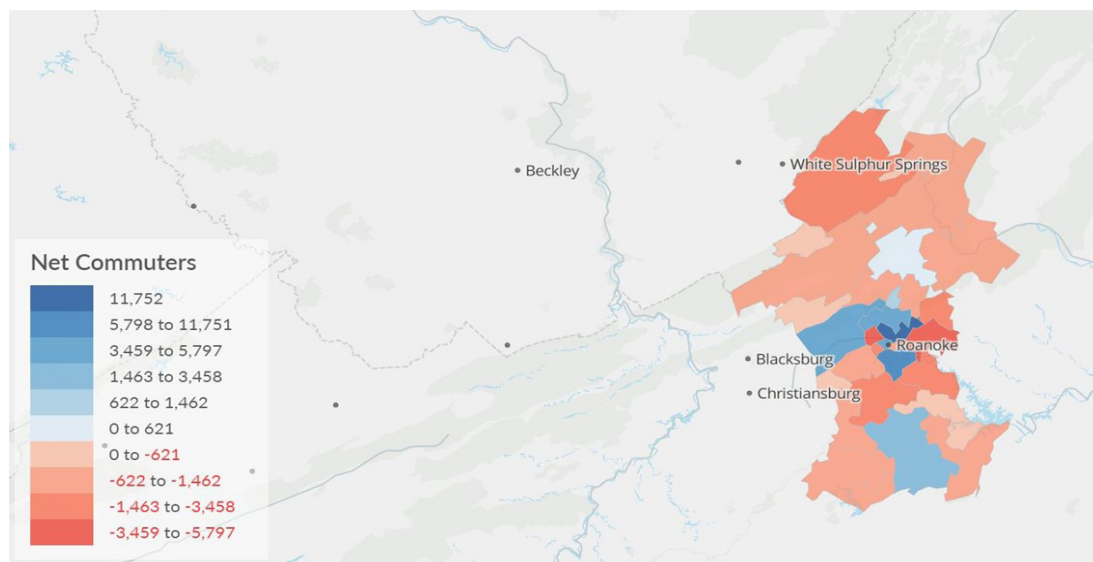 Beckley
White Sulphur Springs
Net Commuters
11,752
5,798 to 11,751
3,459 to 5,797
1,463 to 3,458
622 to 1,462
0 to 621
0 to -621
-622 to -1,462
-1,463 to -3,458
-3,459 to -5,797
Roanoke
Blacksburg
Christiansburg